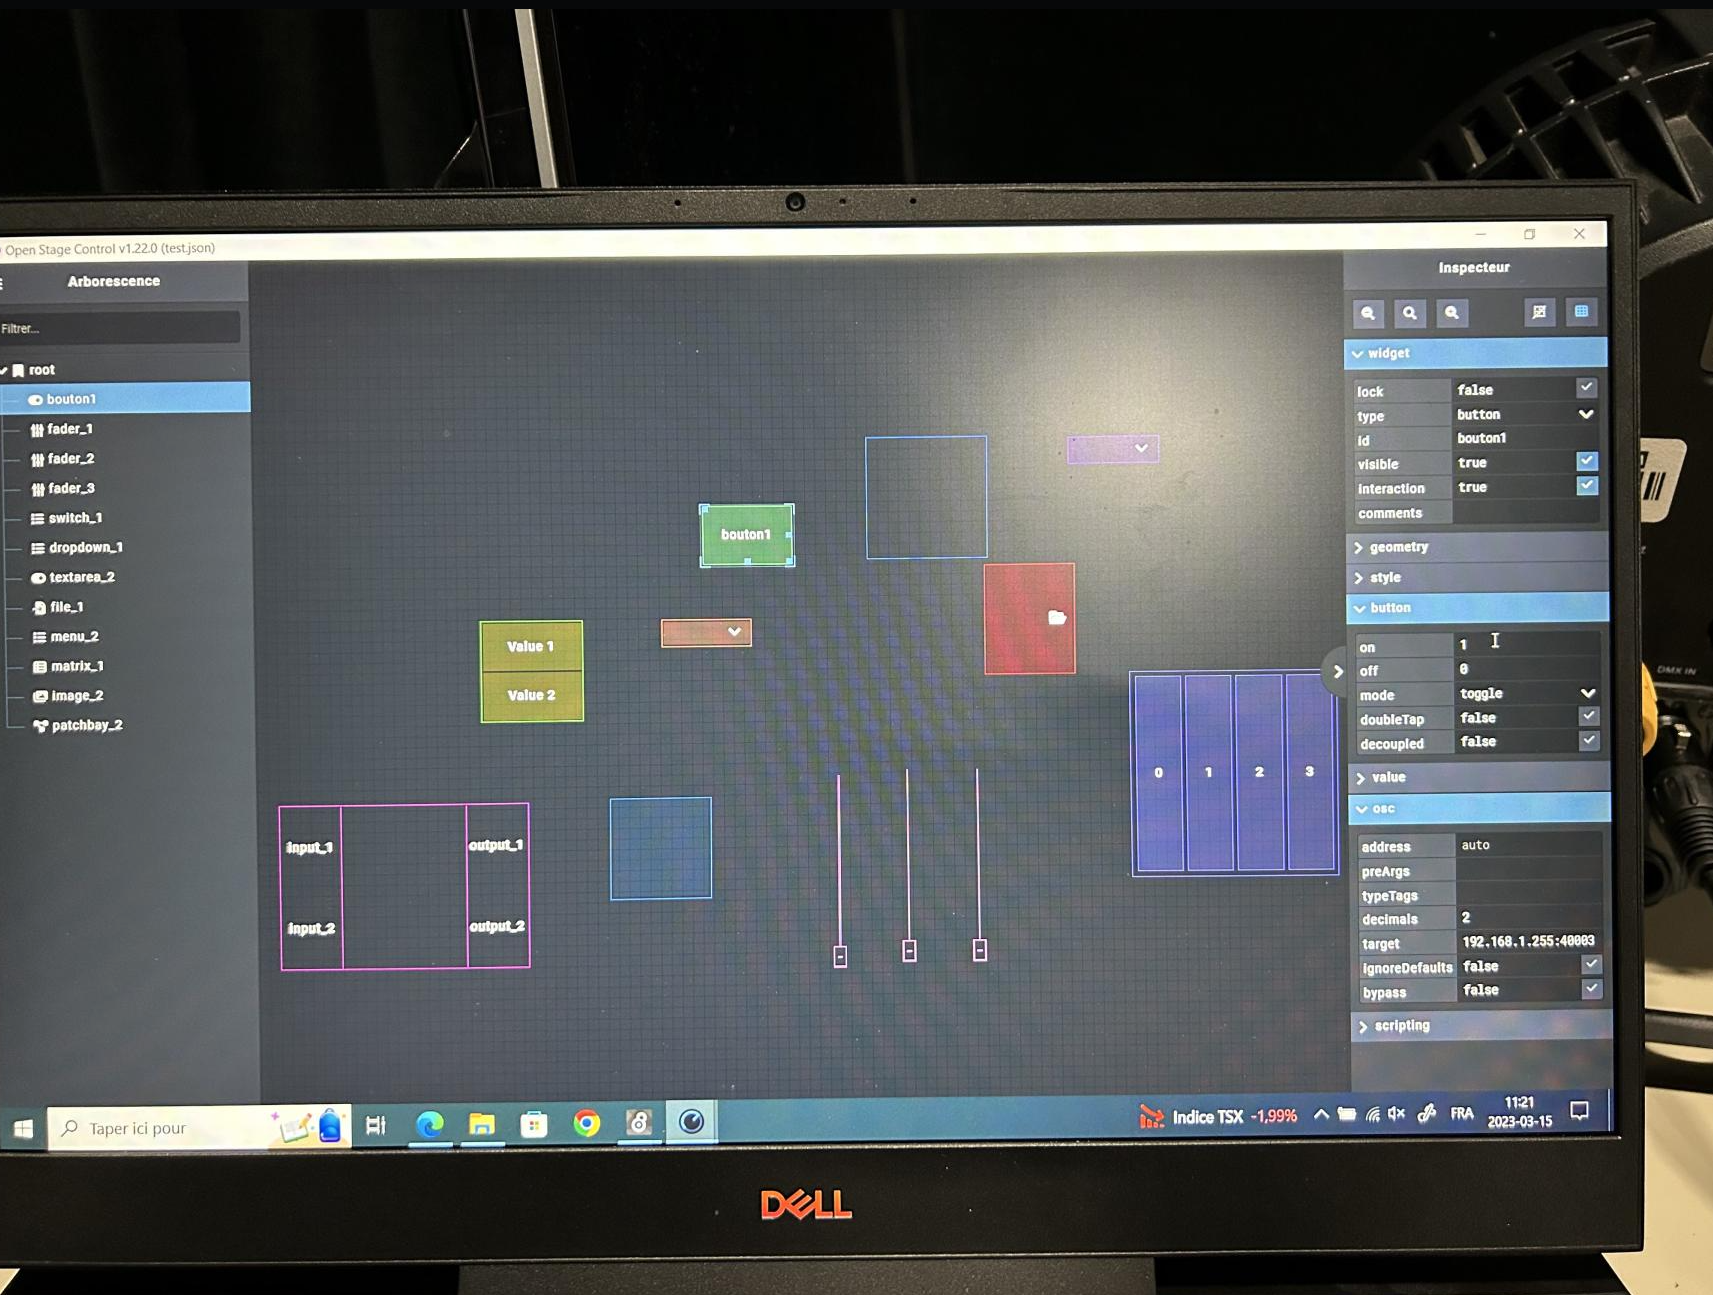 Open Stage Control v1.22.0 (test.json)
Arborescence
Filtrer...
root
bouton1
fader_1
fader_2
fader_3
switch_1
dropdown_1
textarea_2
file_1
menu_2
matrix_1
image_2
patchbay_2
bouton1
Value 1
Value 2
input_1
output_1
input_2
output_2
0 1 2 3
Inspecteur
widget
lock false
type button
id bouton1
visible true
interaction true
comments
geometry
style
button
on 1
off 0
mode toggle
doubleTap false
decoupled false
value
osc
address auto
preArgs
typeTags
decimals 2
target 192.168.1.255:40003
ignoreDefaults false
bypass false
scripting
Taper ici pour
Indice TSX -1,99%
FRA
11:21
2023-03-15
DELL
DMX IN